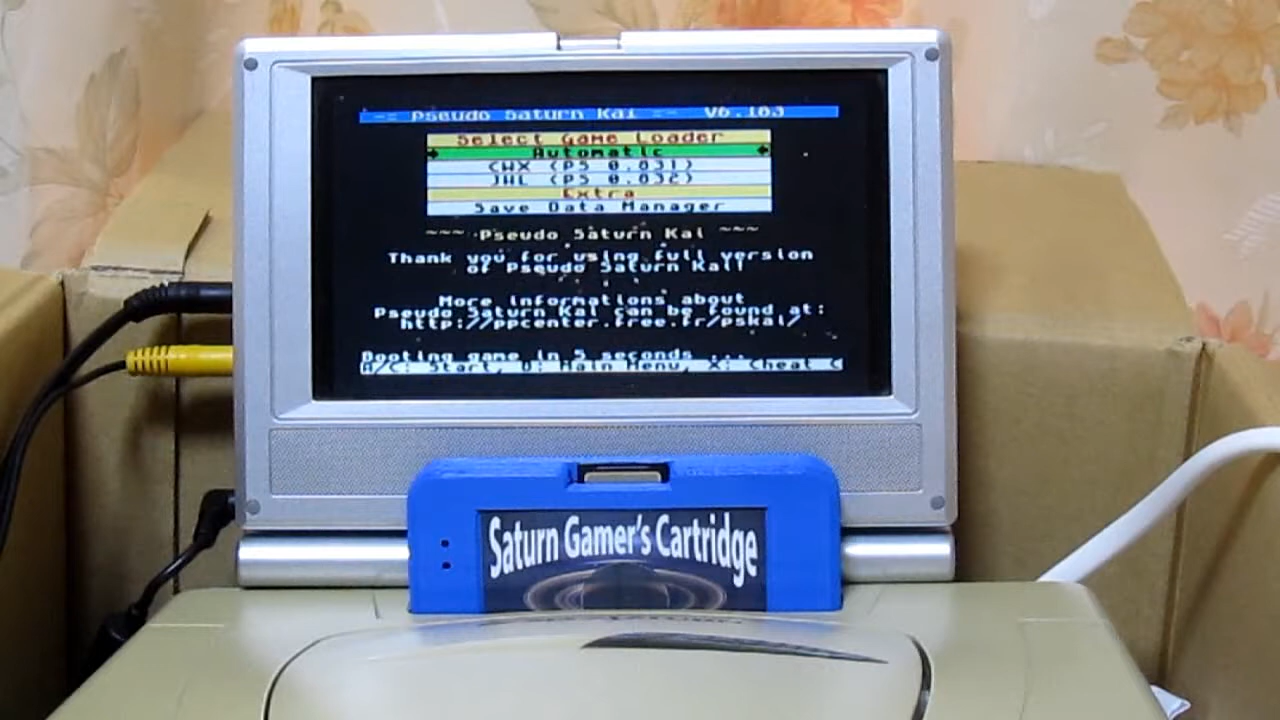 -= Pseudo Saturn Kai =- V6.163
Select Game Loader
Automatic
CWX (PS 0.831)
JHL (PS 0.832)
Extra
Save Data Manager
~~~ Pseudo Saturn Kai ~~~
Thank you for using full version
of Pseudo Saturn Kai!
More informations about
Pseudo Saturn Kai can be found at:
http://ppcenter.free.fr/pskai/
Booting game in 5 seconds ...
A/C: Start, B: Main Menu, X: Cheat C
Saturn Gamer's Cartridge